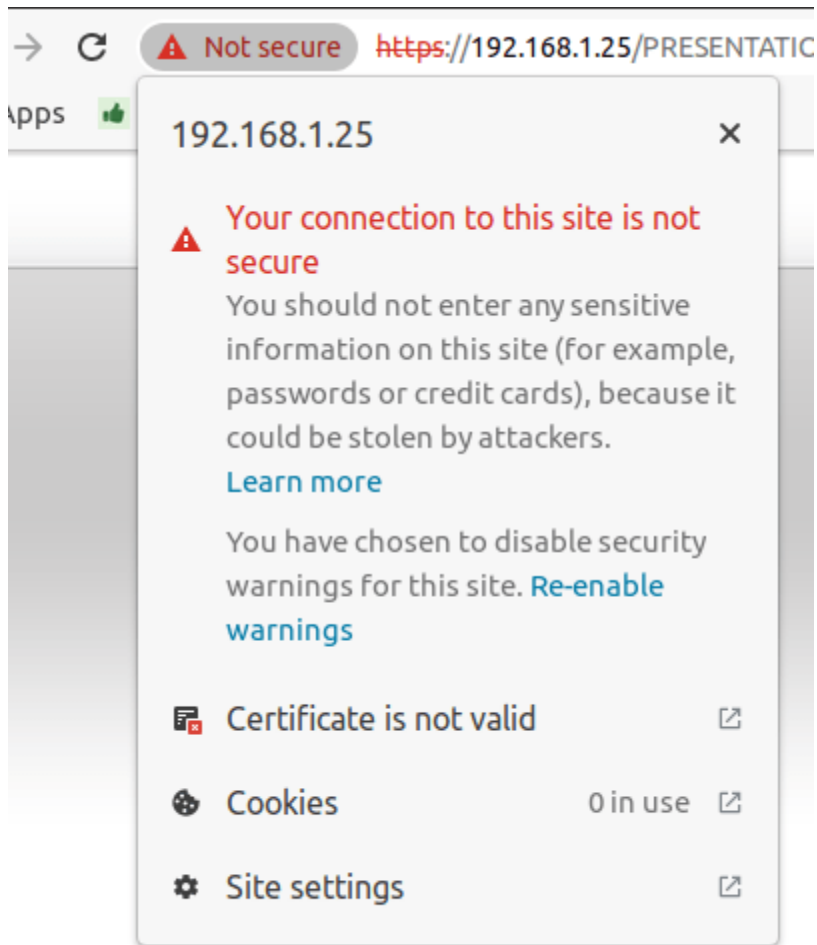 Not secure https://192.168.1.25/PRESENTATIO
Apps
192.168.1.25
Your connection to this site is not
secure
You should not enter any sensitive
information on this site (for example,
passwords or credit cards), because it
could be stolen by attackers.
Learn more
You have chosen to disable security
warnings for this site. Re-enable
warnings
Certificate is not valid
Cookies 0 in use
Site settings